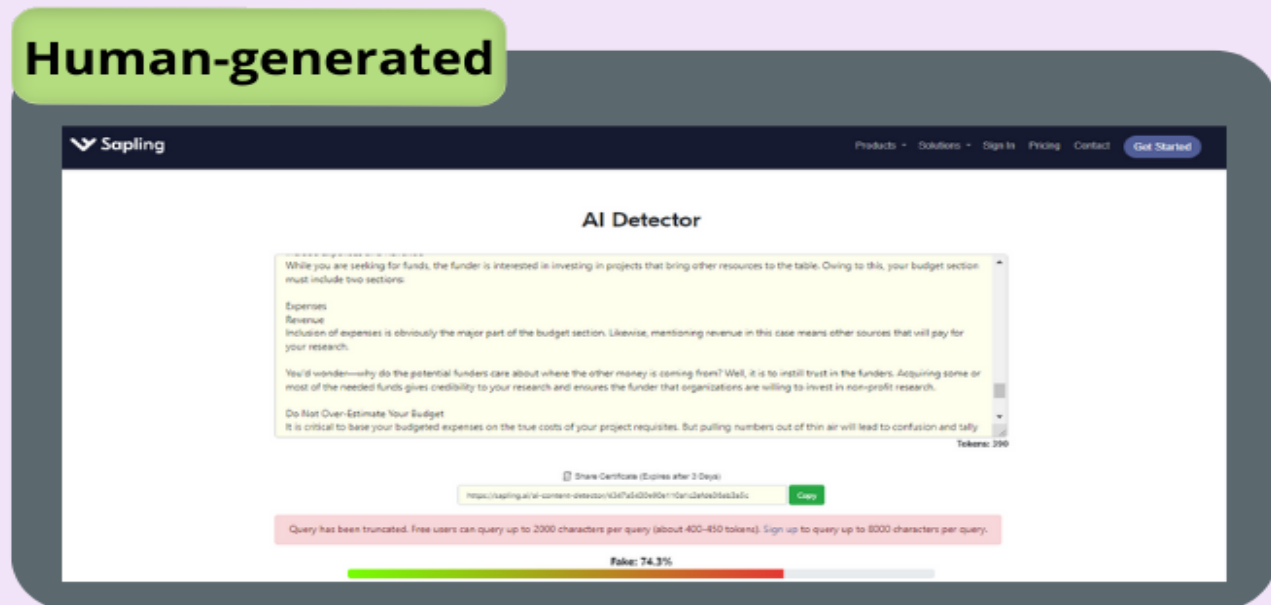 Human-generated
Sapling
Products Solutions Sign In Pricing Contact Get Started
AI Detector
While you are seeking for funds, the funder is interested in investing in projects that bring other resources to the table. Owing to this, your budget section
must include two sections:
Expenses
Revenue
Inclusion of expenses is obviously the major part of the budget section. Likewise, mentioning revenue in this case means other sources that will pay for
your research.
You'd wonder—why do the potential funders care about where the other money is coming from? Well, it is to instill trust in the funders. Acquiring some or
most of the needed funds gives credibility to your research and ensures the funder that organizations are willing to invest in non-profit research.
Do Not Over-Estimate Your Budget
It is critical to base your budgeted expenses on the true costs of your project requisites. But pulling numbers out of thin air will lead to confusion and tally
Tokens: 390
Share Certificate (Expires after 3 Days)
Copy
Query has been truncated. Free users can query up to 2000 characters per query (about 400-450 tokens). Sign up to query up to 8000 characters per query.
Fake: 74.3%